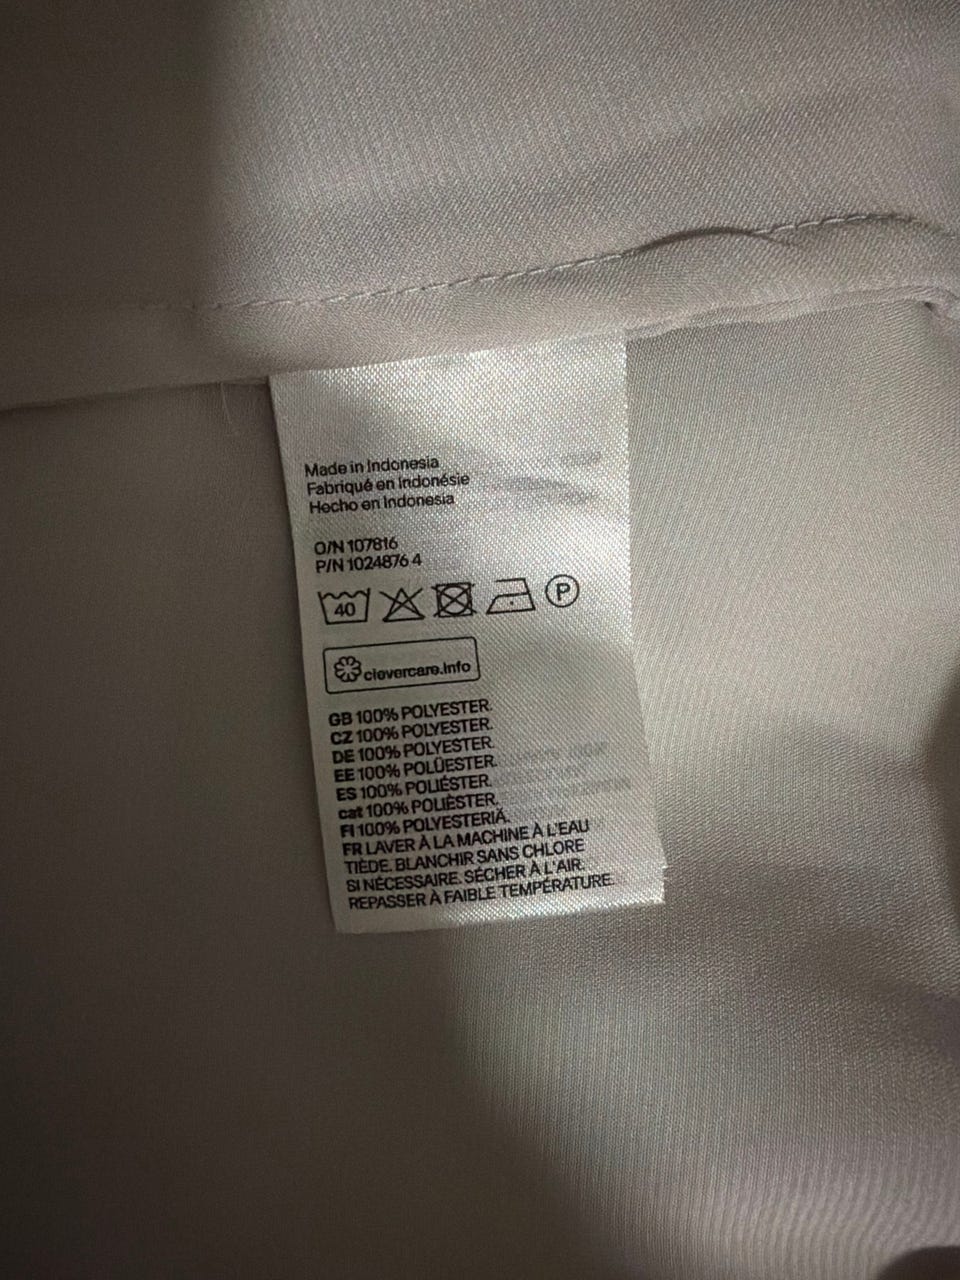 Made in Indonesia
Fabriqué en Indonésie
Hecho en Indonesia
O/N 107816
P/N 1024876 4
40
P
clevercare.info
GB 100% POLYESTER.
CZ 100% POLYESTER.
DE 100% POLYESTER.
EE 100% POLÜESTER.
ES 100% POLIÉSTER.
cat 100% POLIÈSTER.
FI 100% POLYESTERIÄ.
FR LAVER À LA MACHINE À L'EAU
TIÈDE. BLANCHIR SANS CHLORE
SI NÉCESSAIRE. SÉCHER À L'AIR.
REPASSER À FAIBLE TEMPÉRATURE.